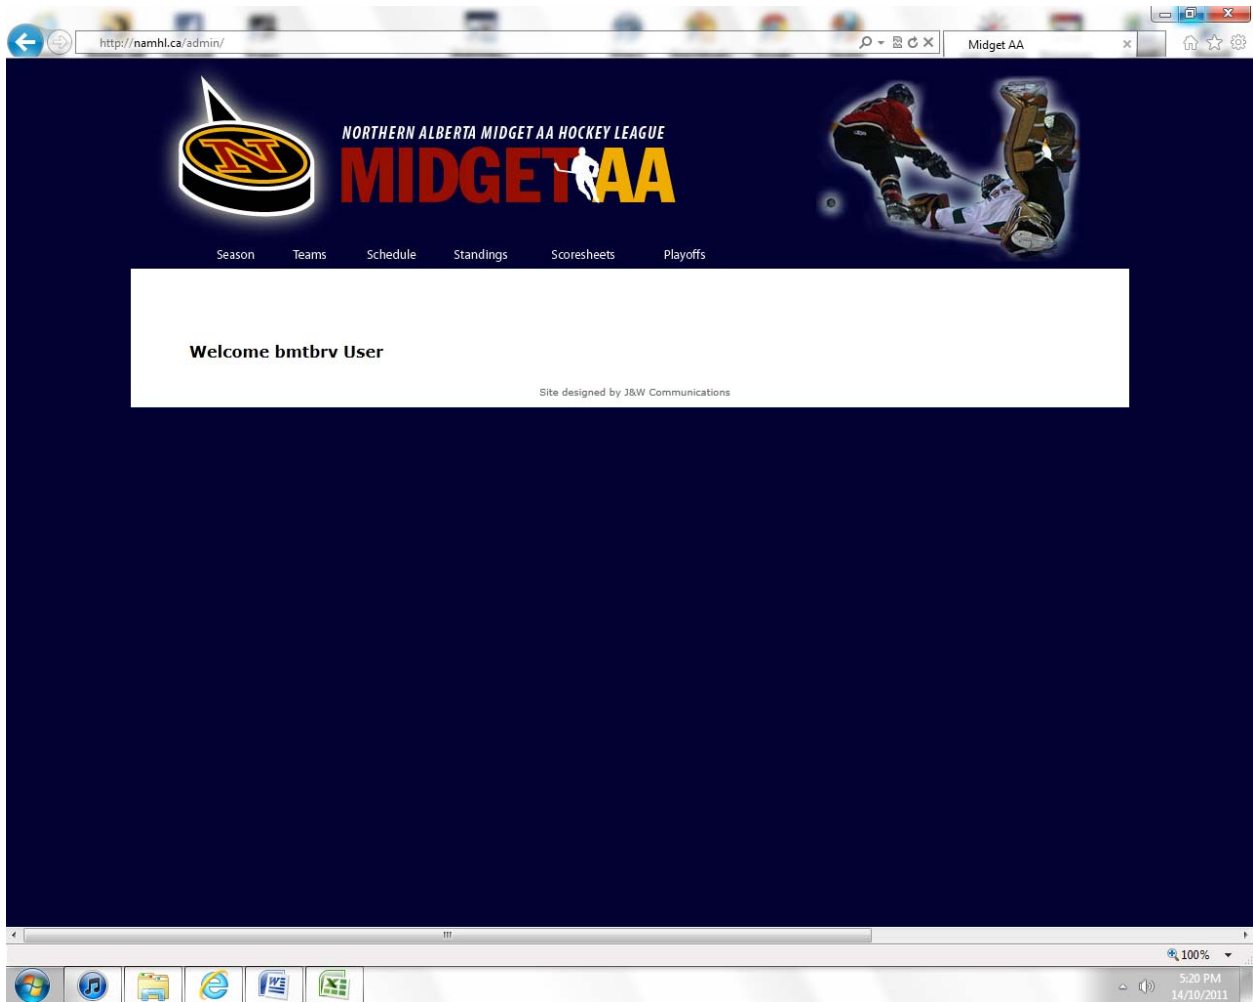 http://namhl.ca/admin/
Midget AA
N
NORTHERN ALBERTA MIDGET AA HOCKEY LEAGUE
MIDGET AA
Season Teams Schedule Standings Scoresheets Playoffs
Welcome bmtbrv User
Site designed by J&W Communications
100%
5:20 PM
14/10/2011